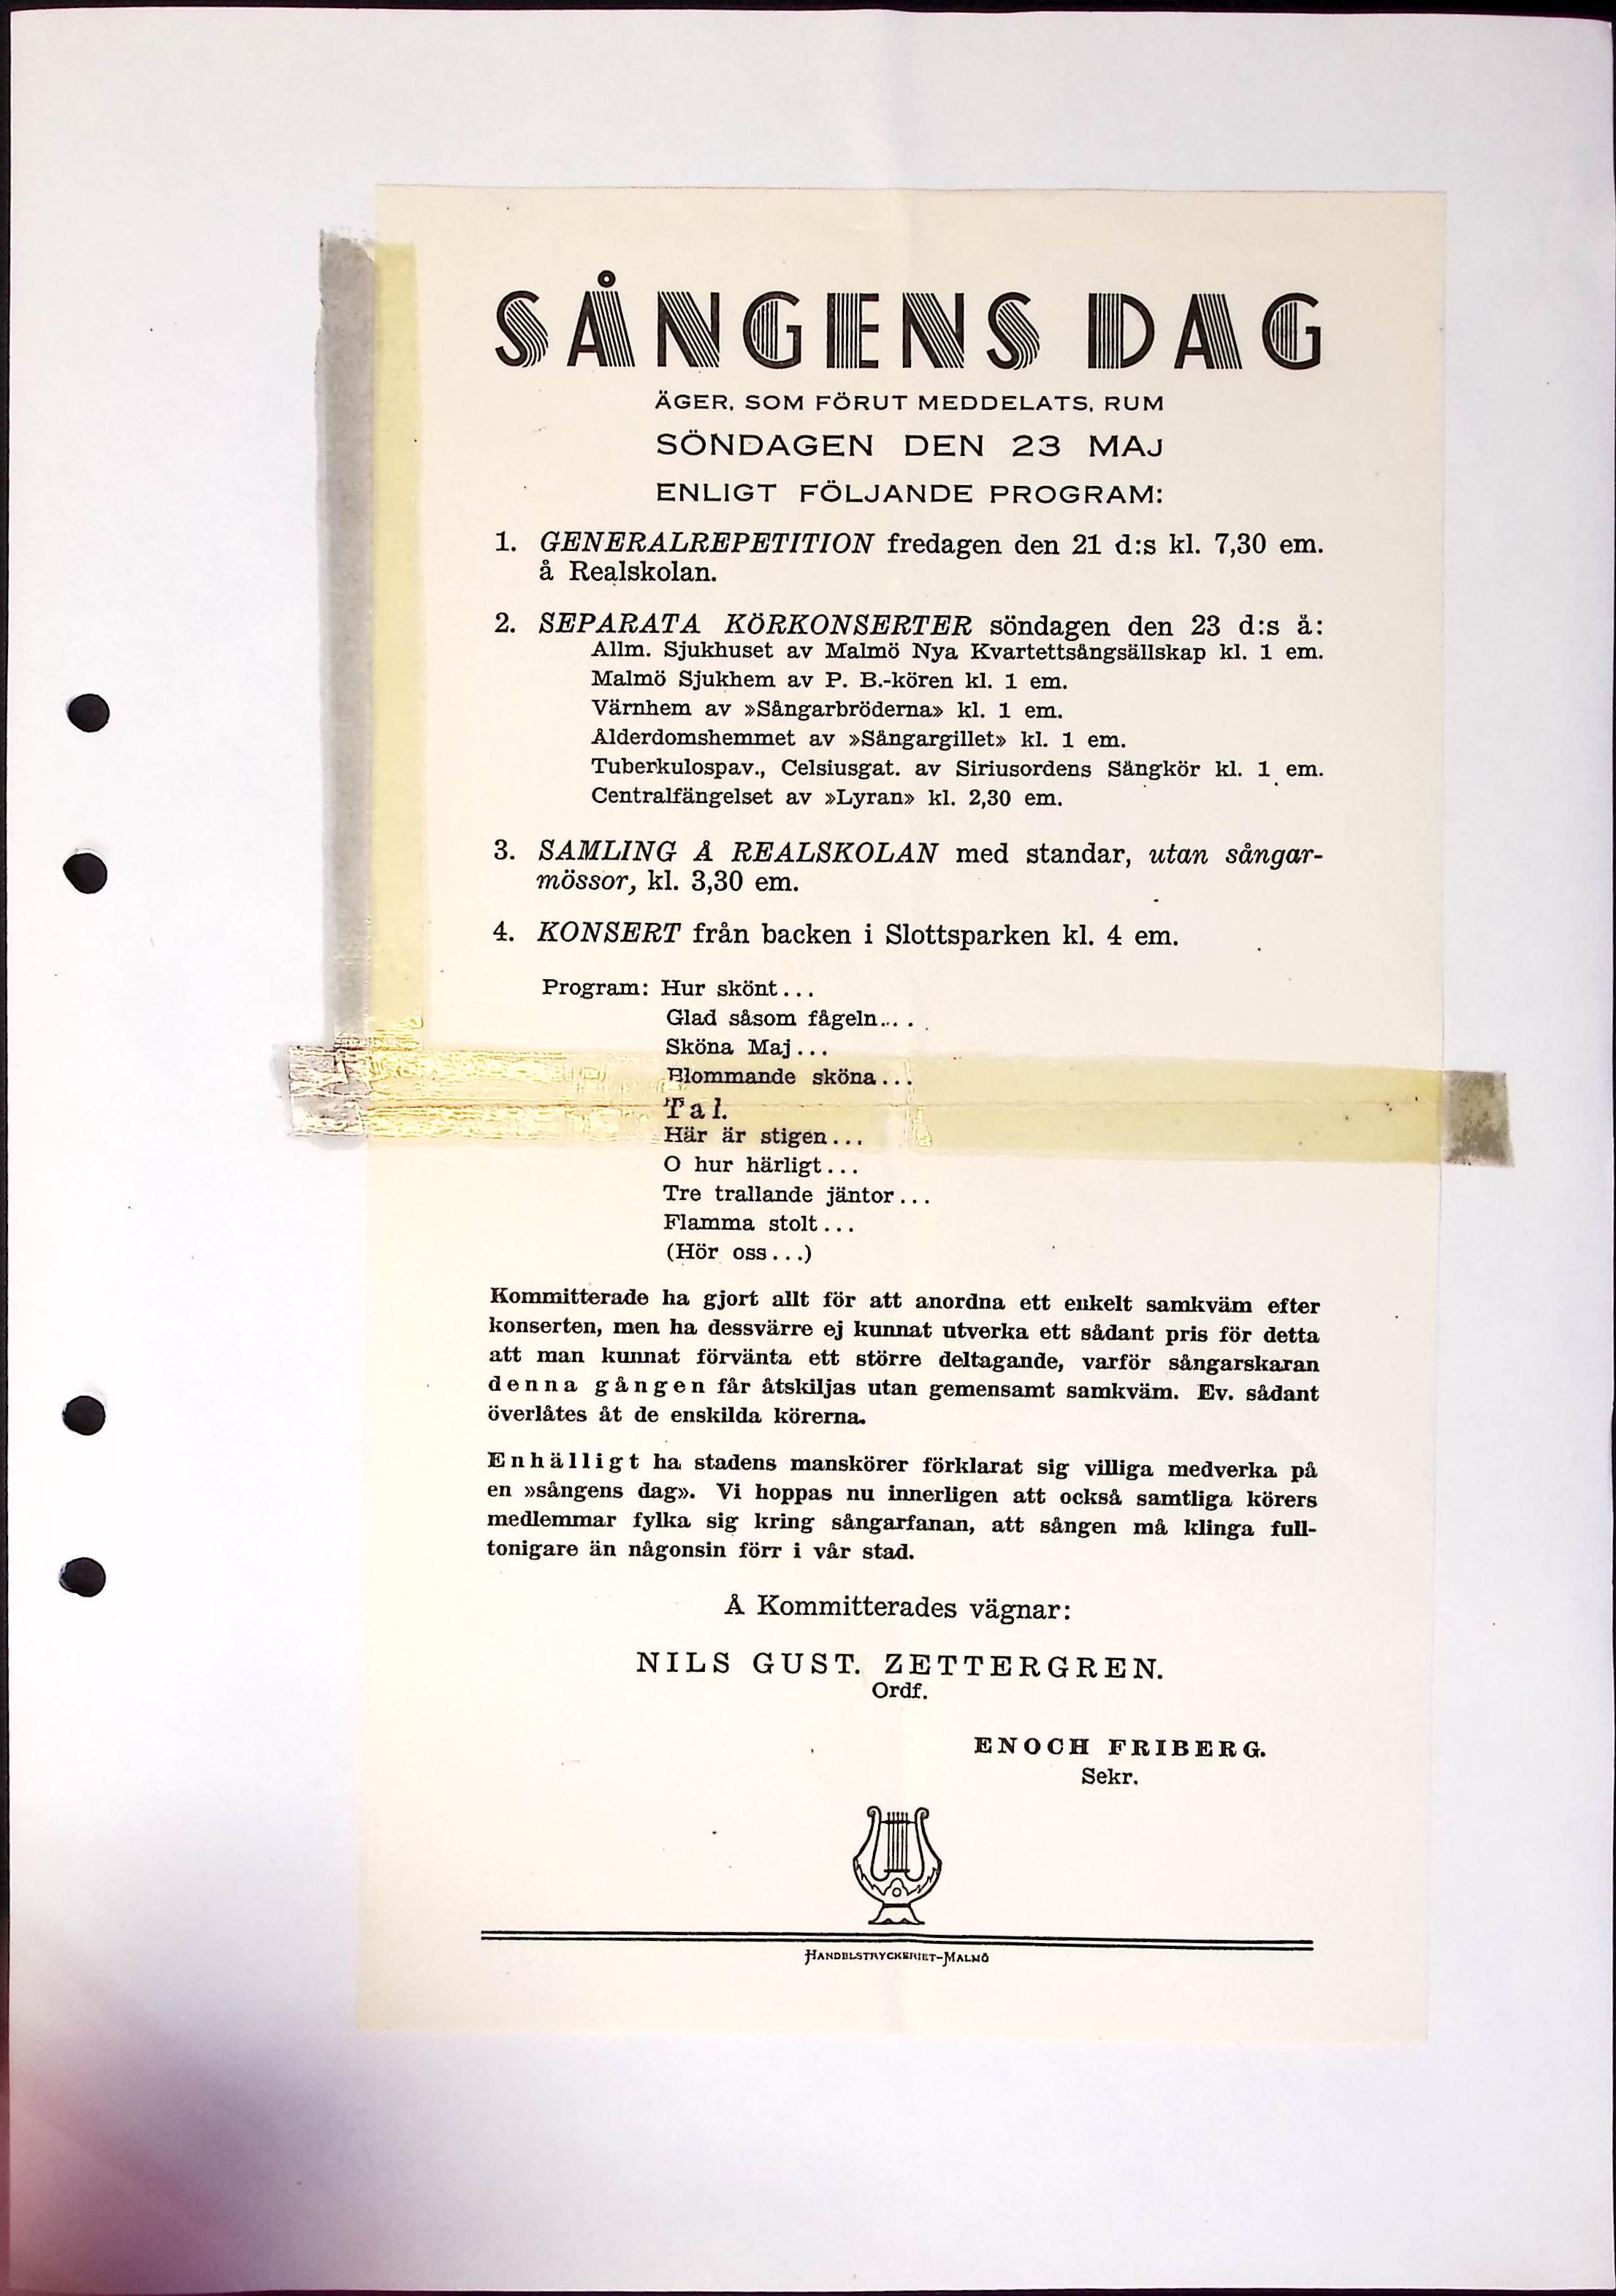 SÅNGENS DAG
ÄGER, SOM FÖRUT MEDDELATS, RUM
SÖNDAGEN DEN 23 MAJ
ENLIGT FÖLJANDE PROGRAM:
1. GENERALREPETITION fredagen den 21 d:s kl. 7,30 em.
å Realskolan.
2. SEPARATA KÖRKONSERTER söndagen den 23 d:s å:
Allm. Sjukhuset av Malmö Nya Kvartettsångsällskap kl. 1 em.
Malmö Sjukhem av P. B.-kören kl. 1 em.
Värnhem av »Sångarbröderna» kl. 1 em.
Ålderdomshemmet av »Sångargillet» kl. 1 em.
Tuberkulospav., Celsiusgat. av Siriusordens Sångkör kl. 1 em.
Centralfängelset av »Lyran» kl. 2,30 em.
3. SAMLING Å REALSKOLAN med standar, utan sångar-
mössor, kl. 3,30 em.
4. KONSERT från backen i Slottsparken kl. 4 em.
Program: Hur skönt...
Glad såsom fågeln...
Sköna Maj...
Blommande sköna...
Tal.
Här är stigen...
O hur härligt...
Tre trallande jäntor...
Flamma stolt...
(Hör oss...)
Kommitterade ha gjort allt för att anordna ett enkelt samkväm efter
konserten, men ha dessvärre ej kunnat utverka ett sådant pris för detta
att man kunnat förvänta ett större deltagande, varför sångarskaran
denna gången får åtskiljas utan gemensamt samkväm. Ev. sådant
överlåtes åt de enskilda körerna.
Enhälligt ha stadens manskörer förklarat sig villiga medverka på
en »sångens dag». Vi hoppas nu innerligen att också samtliga körers
medlemmar fylka sig kring sångarfanan, att sången må klinga full-
tonigare än någonsin förr i vår stad.
Å Kommitterades vägnar:
NILS GUST. ZETTERGREN.
Ordf.
ENOCH FRIBERG.
Sekr.
HANDELSTRYCKERIET-MALMÖ